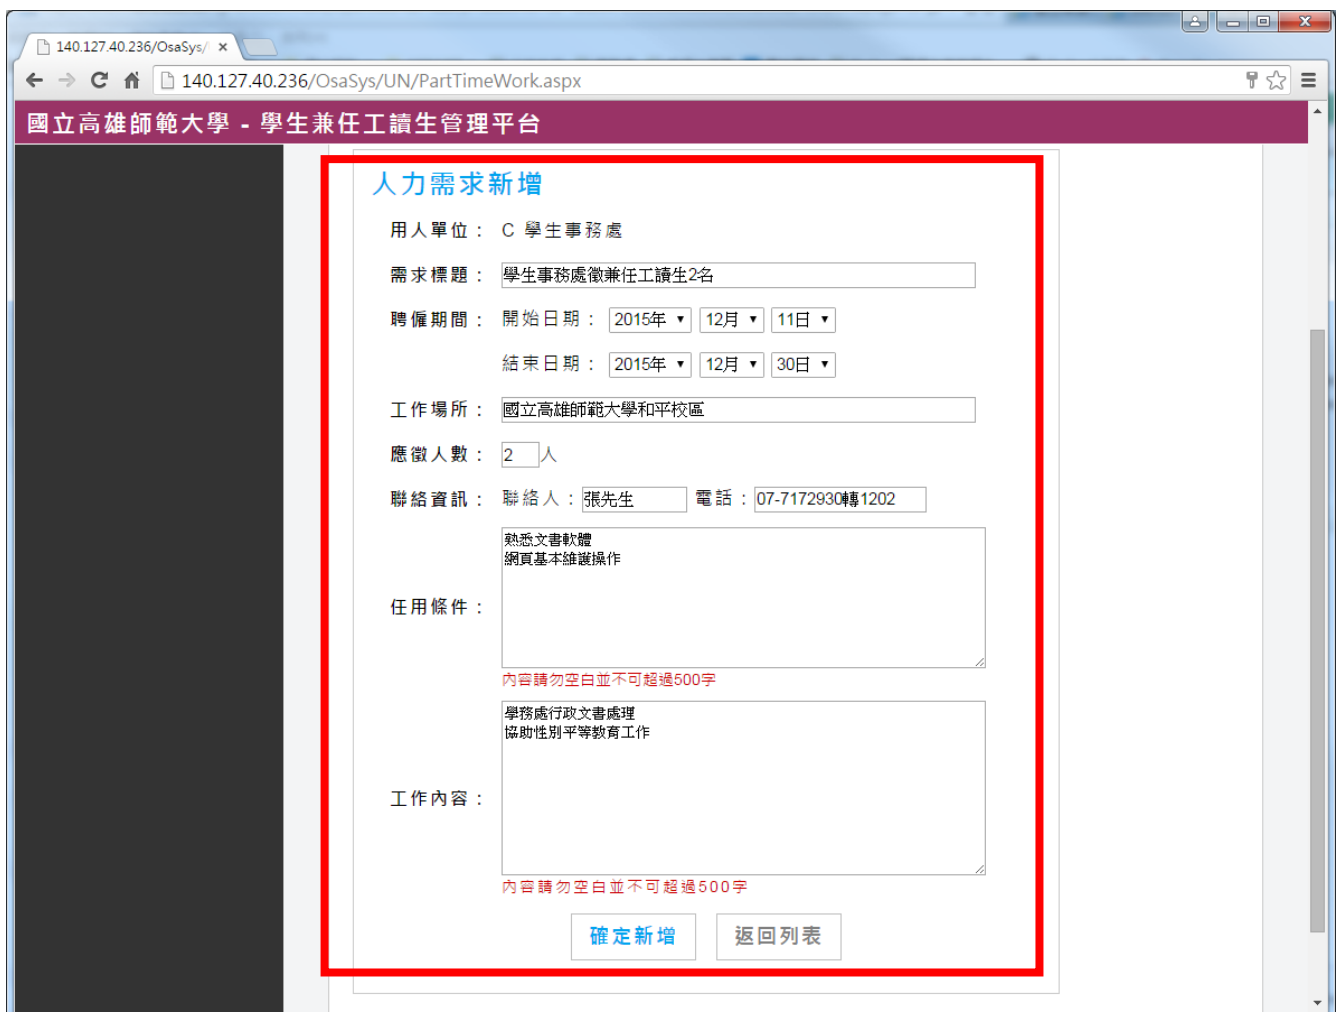 140.127.40.236/OsaSys/
140.127.40.236/OsaSys/UN/PartTimeWork.aspx
國立高雄師範大學 - 學生兼任工讀生管理平台
人力需求新增
用人單位： C 學生事務處
需求標題： 學生事務處徵兼任工讀生2名
聘僱期間： 開始日期： 2015年 12月 11日
結束日期： 2015年 12月 30日
工作場所： 國立高雄師範大學和平校區
應徵人數： 2 人
聯絡資訊： 聯絡人：張先生 電話：07-7172930轉1202
熟悉文書軟體
網頁基本維護操作
任用條件：
內容請勿空白並不可超過500字
學務處行政文書處理
協助性別平等教育工作
工作內容：
內容請勿空白並不可超過500字
確定新增 返回列表